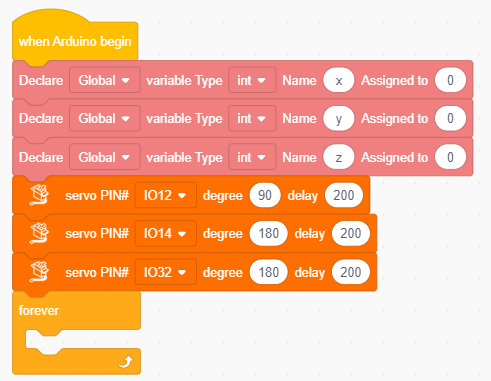 when Arduino begin
Declare Global variable Type int Name x Assigned to 0
Declare Global variable Type int Name y Assigned to 0
Declare Global variable Type int Name z Assigned to 0
servo PIN# IO12 degree 90 delay 200
servo PIN# IO14 degree 180 delay 200
servo PIN# IO32 degree 180 delay 200
forever